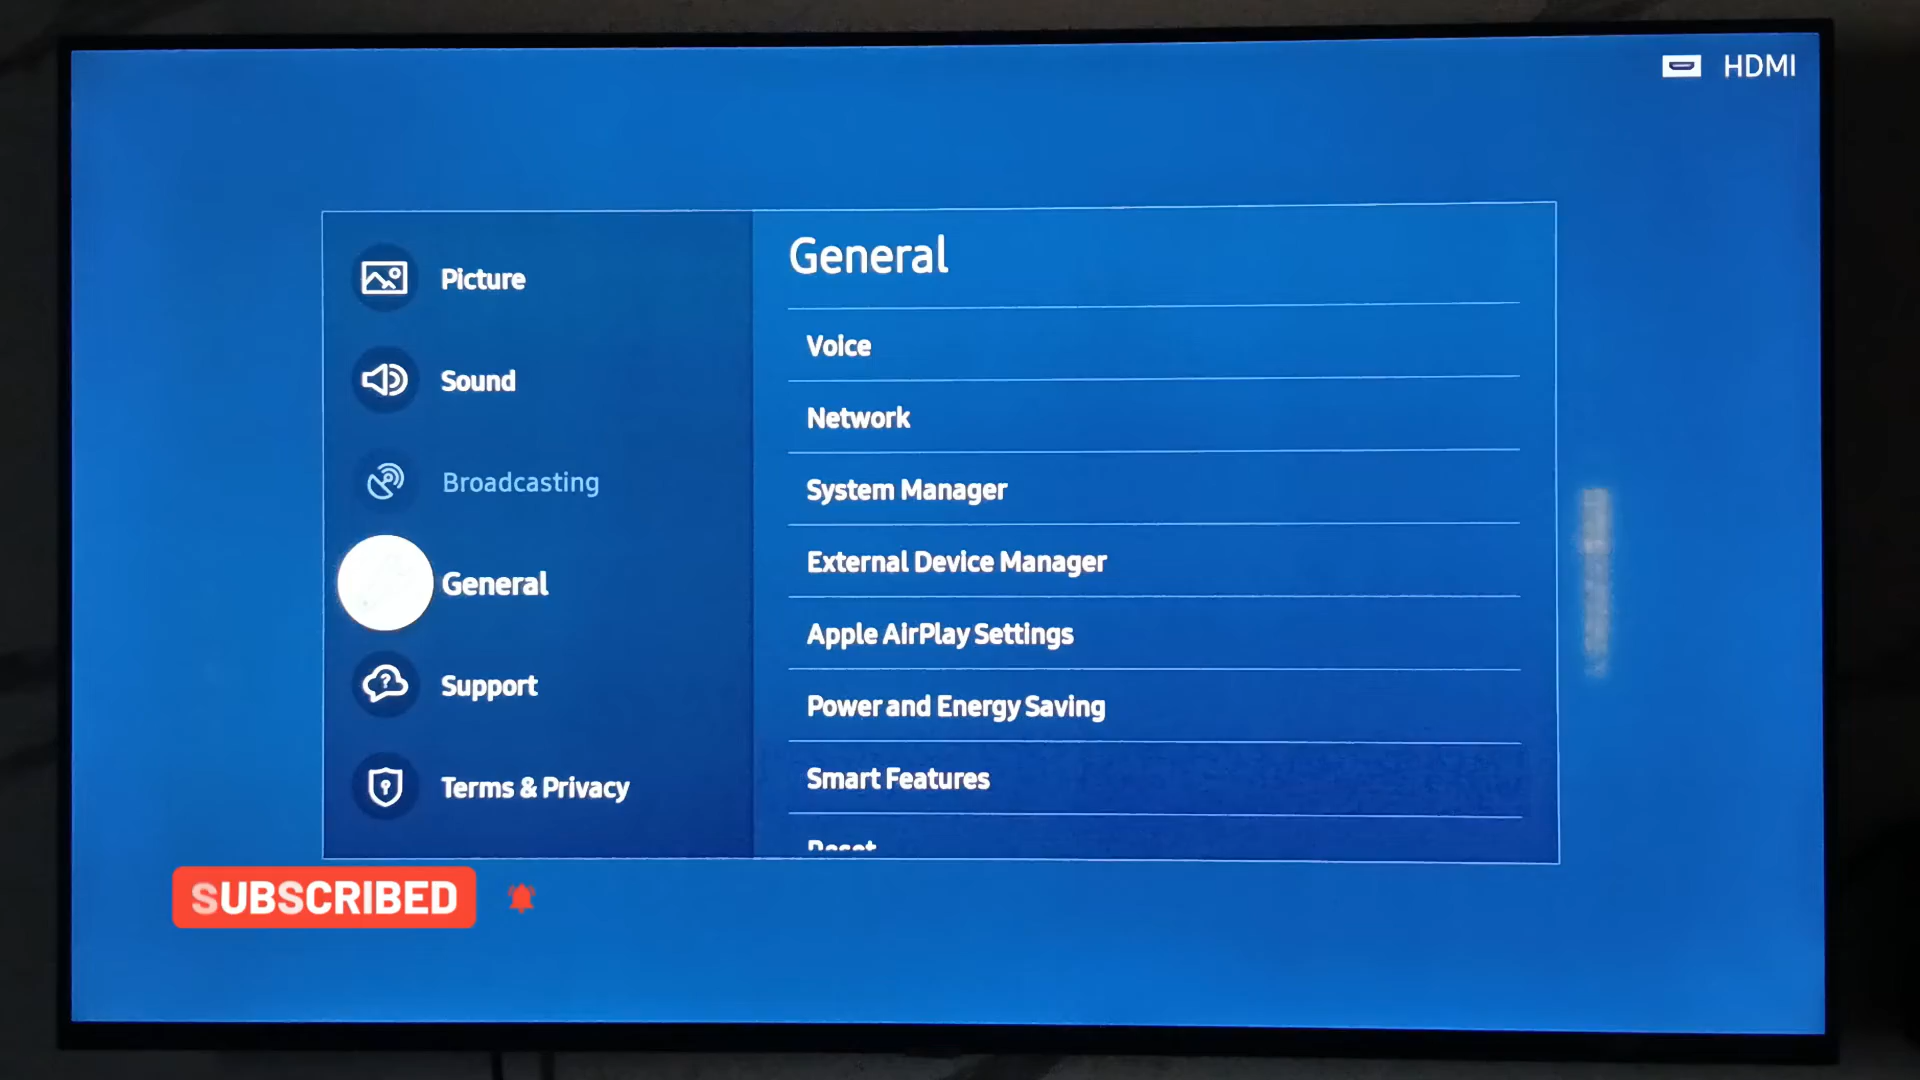 HDMI
Picture
Sound
Broadcasting
General
Support
Terms & Privacy
General
Voice
Network
System Manager
External Device Manager
Apple AirPlay Settings
Power and Energy Saving
Smart Features
Reset
SUBSCRIBED